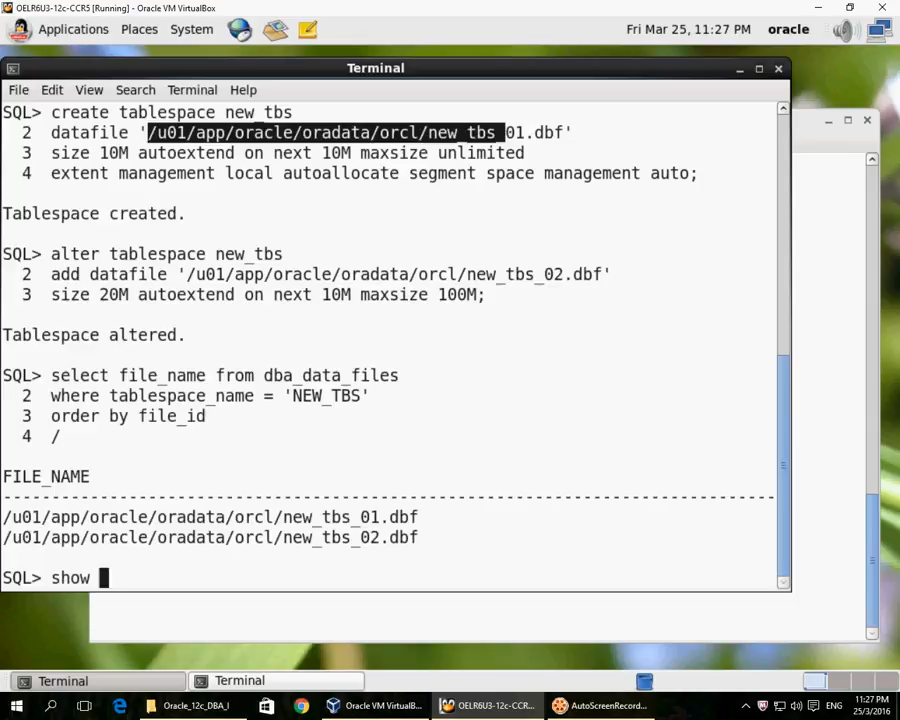 OELR6U3-12c-CCR5 [Running] - Oracle VM VirtualBox
Applications Places System Fri Mar 25, 11:27 PM oracle
Terminal
File Edit View Search Terminal Help
SQL> create tablespace new_tbs
2 datafile '/u01/app/oracle/oradata/orcl/new_tbs_01.dbf'
3 size 10M autoextend on next 10M maxsize unlimited
4 extent management local autoallocate segment space management auto;
Tablespace created.
SQL> alter tablespace new_tbs
2 add datafile '/u01/app/oracle/oradata/orcl/new_tbs_02.dbf'
3 size 20M autoextend on next 10M maxsize 100M;
Tablespace altered.
SQL> select file_name from dba_data_files
2 where tablespace_name = 'NEW_TBS'
3 order by file_id
4 /
FILE_NAME
--------------------------------------------------------------------------------
/u01/app/oracle/oradata/orcl/new_tbs_01.dbf
/u01/app/oracle/oradata/orcl/new_tbs_02.dbf
SQL> show
Terminal Terminal
Oracle_12c_DBA_I Oracle VM VirtualB... OELR6U3-12c-CCR... AutoScreenRecord... ENG 11:27 PM
25/3/2016